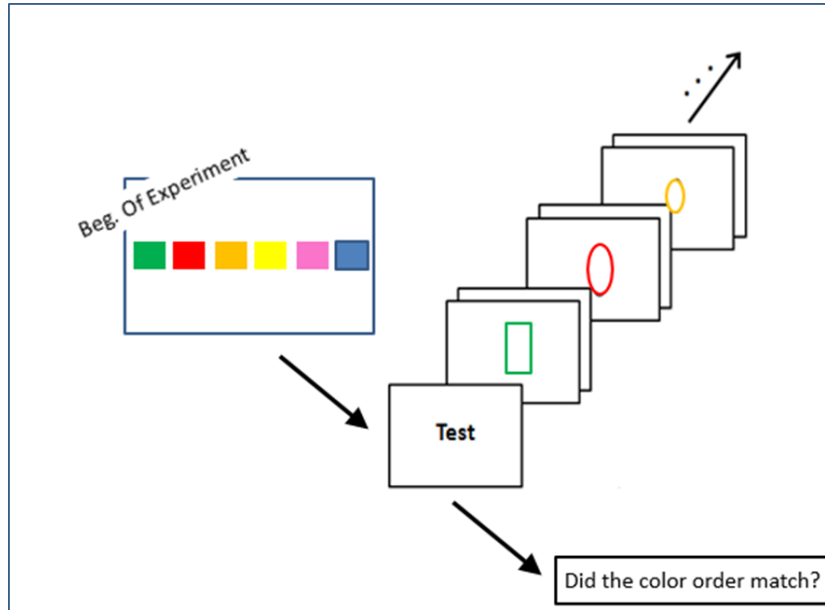 Beg. Of Experiment
Test
Did the color order match?